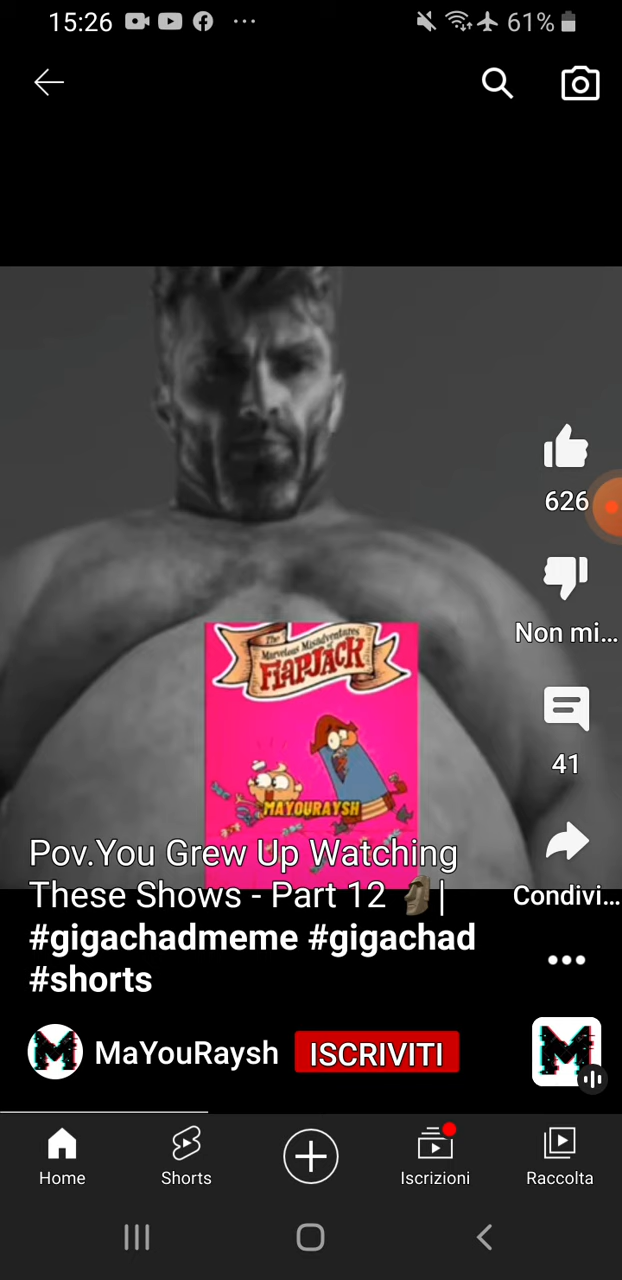 15:26
61%
The
Marvelous Misadventures
of
FLAPJACK
MAYOURAYSH
626
Non mi...
41
Condivi...
Pov.You Grew Up Watching
These Shows - Part 12 🗿 |
#gigachadmeme #gigachad
#shorts
MaYouRaysh ISCRIVITI
Home Shorts Iscrizioni Raccolta